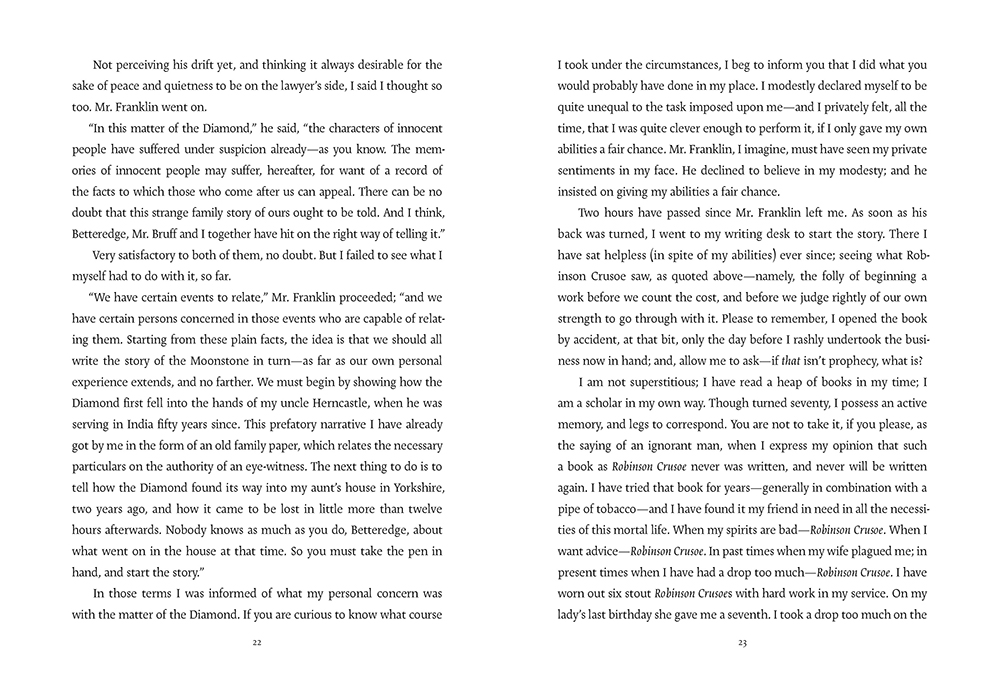 Not perceiving his drift yet, and thinking it always desirable for the
sake of peace and quietness to be on the lawyer’s side, I said I thought so
too. Mr. Franklin went on.
“In this matter of the Diamond,” he said, “the characters of innocent
people have suffered under suspicion already—as you know. The mem-
ories of innocent people may suffer, hereafter, for want of a record of
the facts to which those who come after us can appeal. There can be no
doubt that this strange family story of ours ought to be told. And I think,
Betteredge, Mr. Bruff and I together have hit on the right way of telling it.”
Very satisfactory to both of them, no doubt. But I failed to see what I
myself had to do with it, so far.
“We have certain events to relate,” Mr. Franklin proceeded; “and we
have certain persons concerned in those events who are capable of relat-
ing them. Starting from these plain facts, the idea is that we should all
write the story of the Moonstone in turn—as far as our own personal
experience extends, and no farther. We must begin by showing how the
Diamond first fell into the hands of my uncle Herncastle, when he was
serving in India fifty years since. This prefatory narrative I have already
got by me in the form of an old family paper, which relates the necessary
particulars on the authority of an eye-witness. The next thing to do is to
tell how the Diamond found its way into my aunt’s house in Yorkshire,
two years ago, and how it came to be lost in little more than twelve
hours afterwards. Nobody knows as much as you do, Betteredge, about
what went on in the house at that time. So you must take the pen in
hand, and start the story.”
In those terms I was informed of what my personal concern was
with the matter of the Diamond. If you are curious to know what course
22
I took under the circumstances, I beg to inform you that I did what you
would probably have done in my place. I modestly declared myself to be
quite unequal to the task imposed upon me—and I privately felt, all the
time, that I was quite clever enough to perform it, if I only gave my own
abilities a fair chance. Mr. Franklin, I imagine, must have seen my private
sentiments in my face. He declined to believe in my modesty; and he
insisted on giving my abilities a fair chance.
Two hours have passed since Mr. Franklin left me. As soon as his
back was turned, I went to my writing desk to start the story. There I
have sat helpless (in spite of my abilities) ever since; seeing what Rob-
inson Crusoe saw, as quoted above—namely, the folly of beginning a
work before we count the cost, and before we judge rightly of our own
strength to go through with it. Please to remember, I opened the book
by accident, at that bit, only the day before I rashly undertook the busi-
ness now in hand; and, allow me to ask—if that isn’t prophecy, what is?
I am not superstitious; I have read a heap of books in my time; I
am a scholar in my own way. Though turned seventy, I possess an active
memory, and legs to correspond. You are not to take it, if you please, as
the saying of an ignorant man, when I express my opinion that such
a book as Robinson Crusoe never was written, and never will be written
again. I have tried that book for years—generally in combination with a
pipe of tobacco—and I have found it my friend in need in all the necessi-
ties of this mortal life. When my spirits are bad—Robinson Crusoe. When I
want advice—Robinson Crusoe. In past times when my wife plagued me; in
present times when I have had a drop too much—Robinson Crusoe. I have
worn out six stout Robinson Crusoes with hard work in my service. On my
lady’s last birthday she gave me a seventh. I took a drop too much on the
23